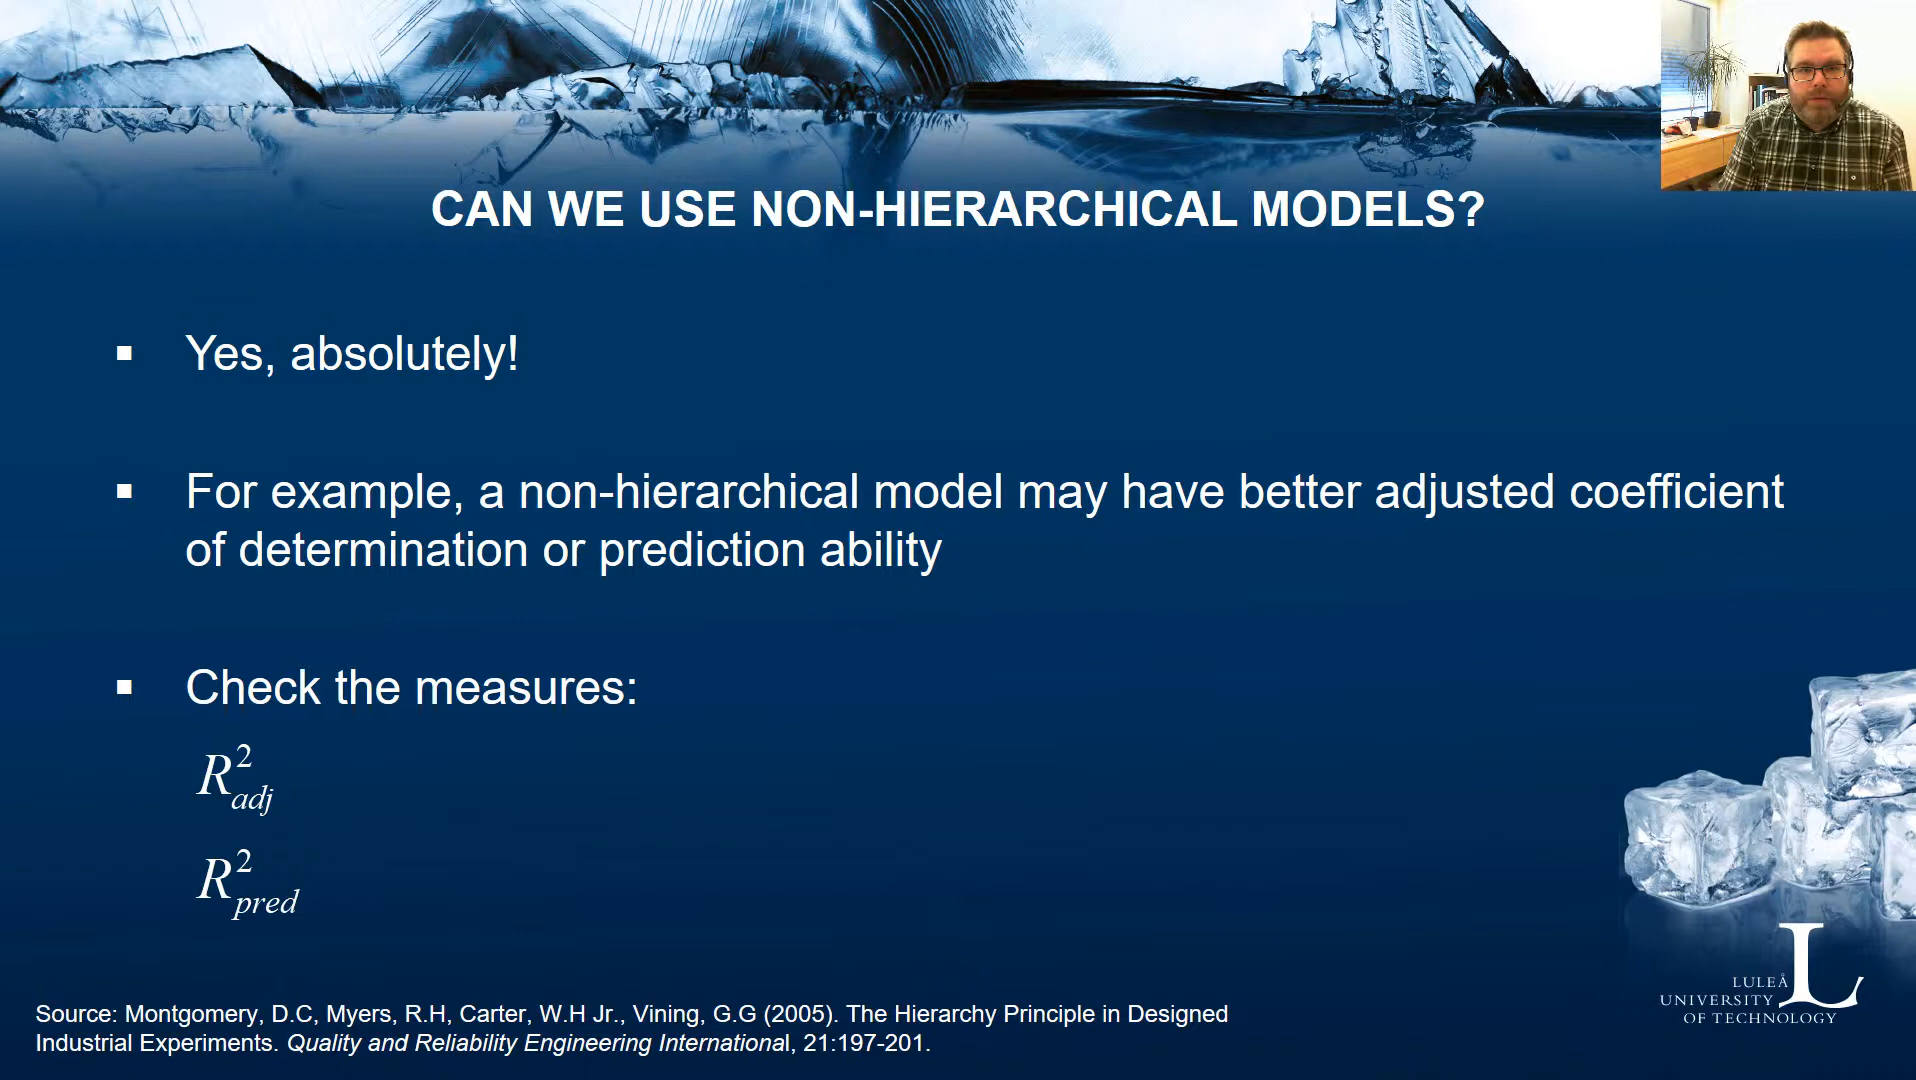 CAN WE USE NON-HIERARCHICAL MODELS?
▪ Yes, absolutely!
▪ For example, a non-hierarchical model may have better adjusted coefficient
of determination or prediction ability
▪ Check the measures:
R²adj
R²pred
Source: Montgomery, D.C, Myers, R.H, Carter, W.H Jr., Vining, G.G (2005). The Hierarchy Principle in Designed
Industrial Experiments. Quality and Reliability Engineering International, 21:197-201.
L
LULEÅ
UNIVERSITY
OF TECHNOLOGY